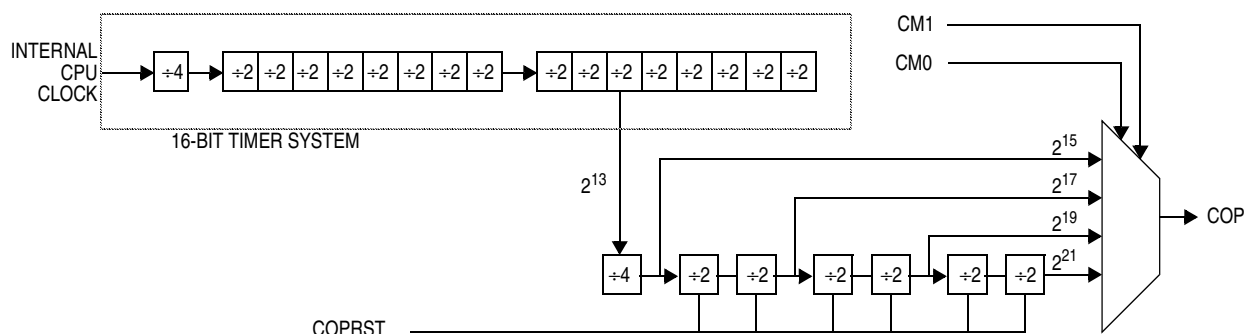 CM1
INTERNAL
CPU
CLOCK
÷4 ÷2 ÷2 ÷2 ÷2 ÷2 ÷2 ÷2 ÷2 ÷2 ÷2 ÷2 ÷2 ÷2 ÷2 ÷2 ÷2
CM0
16-BIT TIMER SYSTEM
2^15
2^13
2^17
COP
2^19
2^21
÷4 ÷2 ÷2 ÷2 ÷2 ÷2 ÷2
COPRST